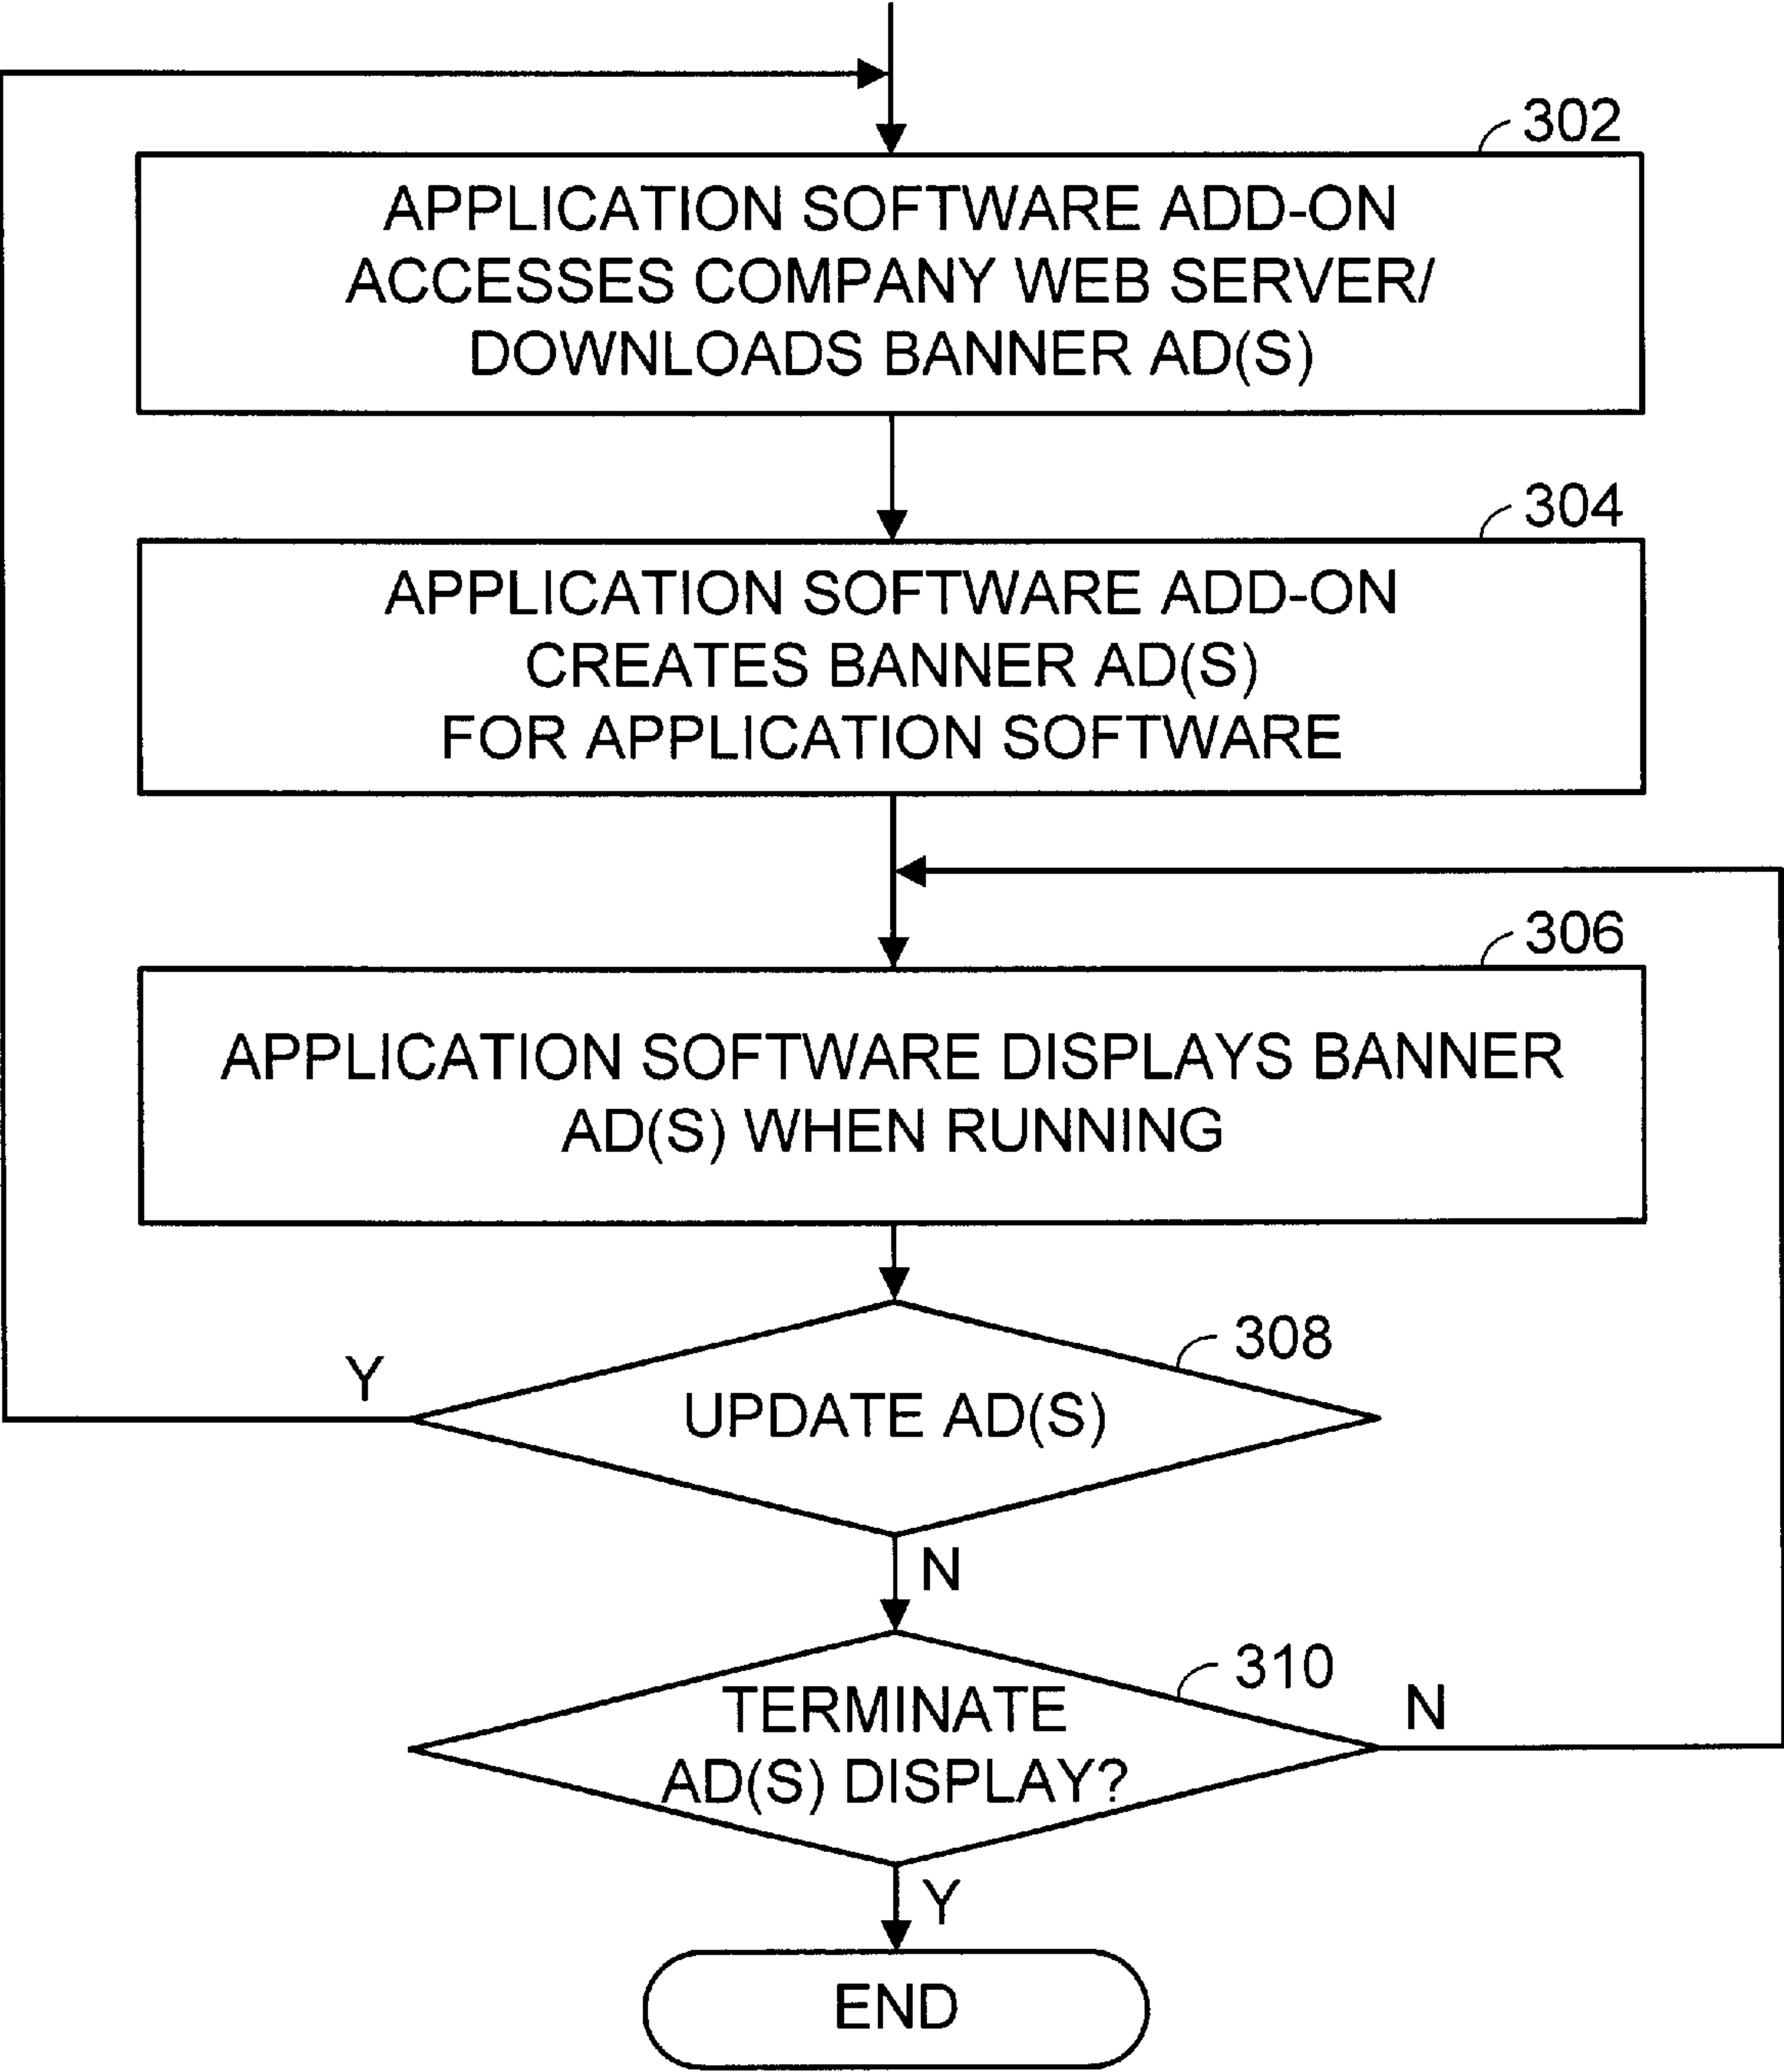 302
APPLICATION SOFTWARE ADD-ON
ACCESSES COMPANY WEB SERVER/
DOWNLOADS BANNER AD(S)
304
APPLICATION SOFTWARE ADD-ON
CREATES BANNER AD(S)
FOR APPLICATION SOFTWARE
306
APPLICATION SOFTWARE DISPLAYS BANNER
AD(S) WHEN RUNNING
308
Y
UPDATE AD(S)
N
310
N
TERMINATE
AD(S) DISPLAY?
Y
END